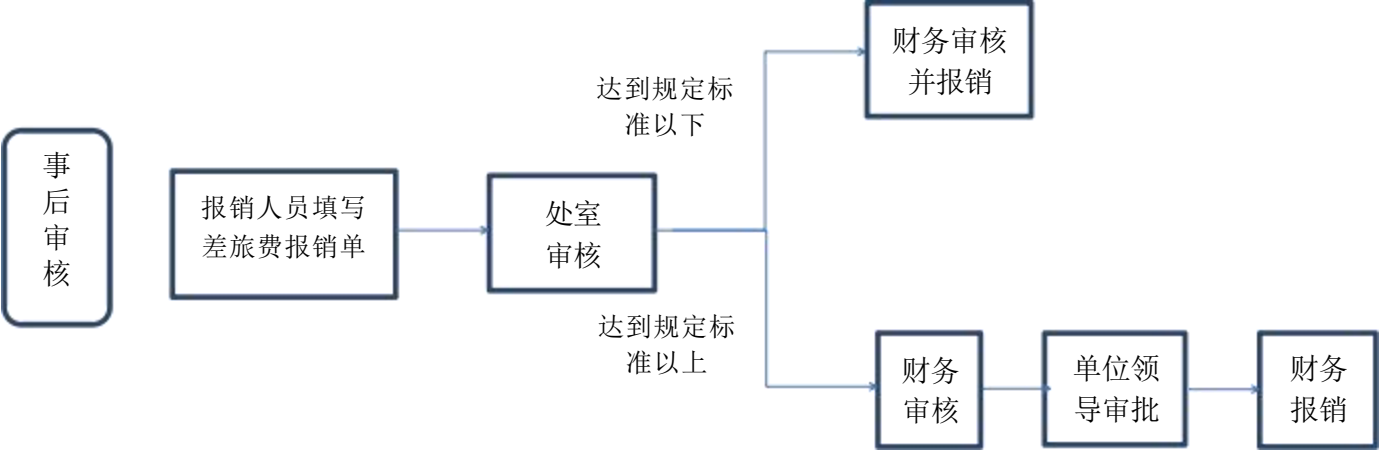 事
后
审
核
报销人员填写
差旅费报销单
处室
审核
达到规定标
准以下
财务审核
并报销
达到规定标
准以上
财务
审核
单位领
导审批
财务
报销